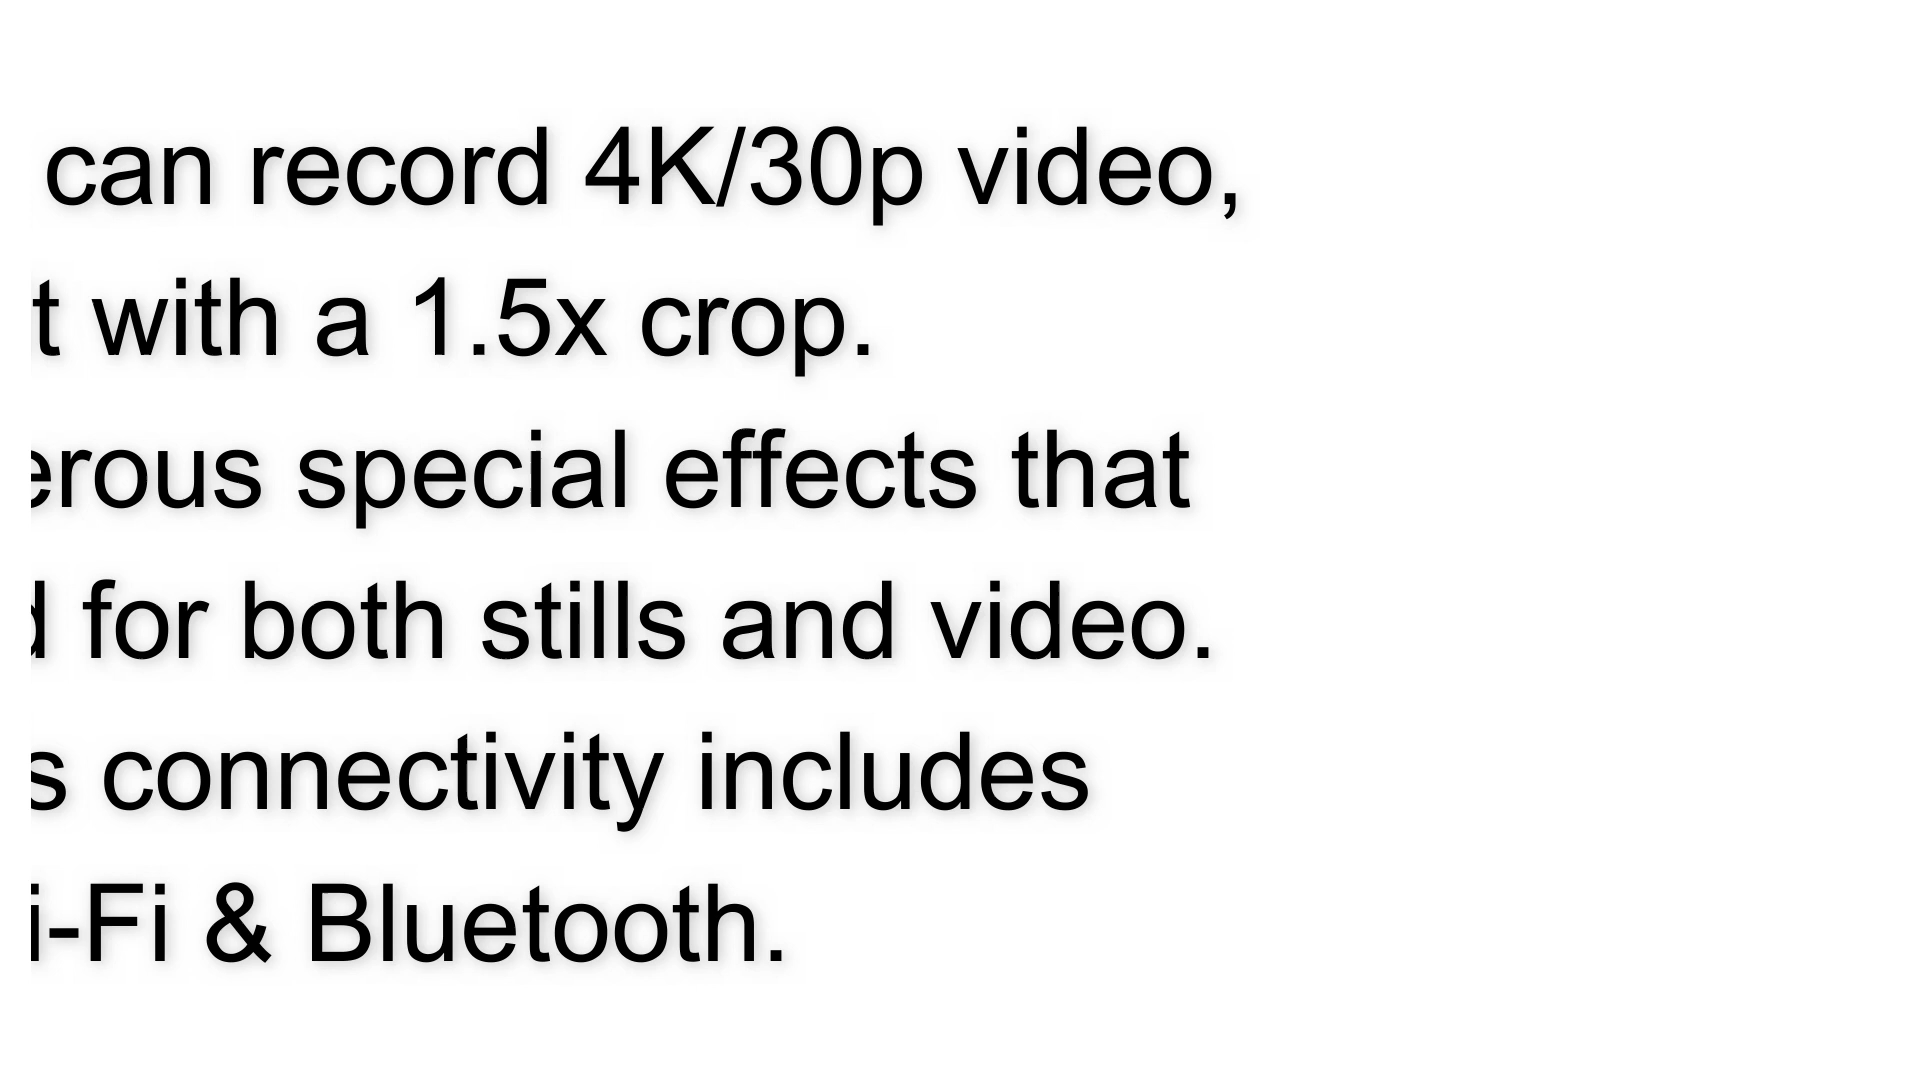 can record 4K/30p video,
t with a 1.5x crop.
erous special effects that
d for both stills and video.
s connectivity includes
i-Fi & Bluetooth.